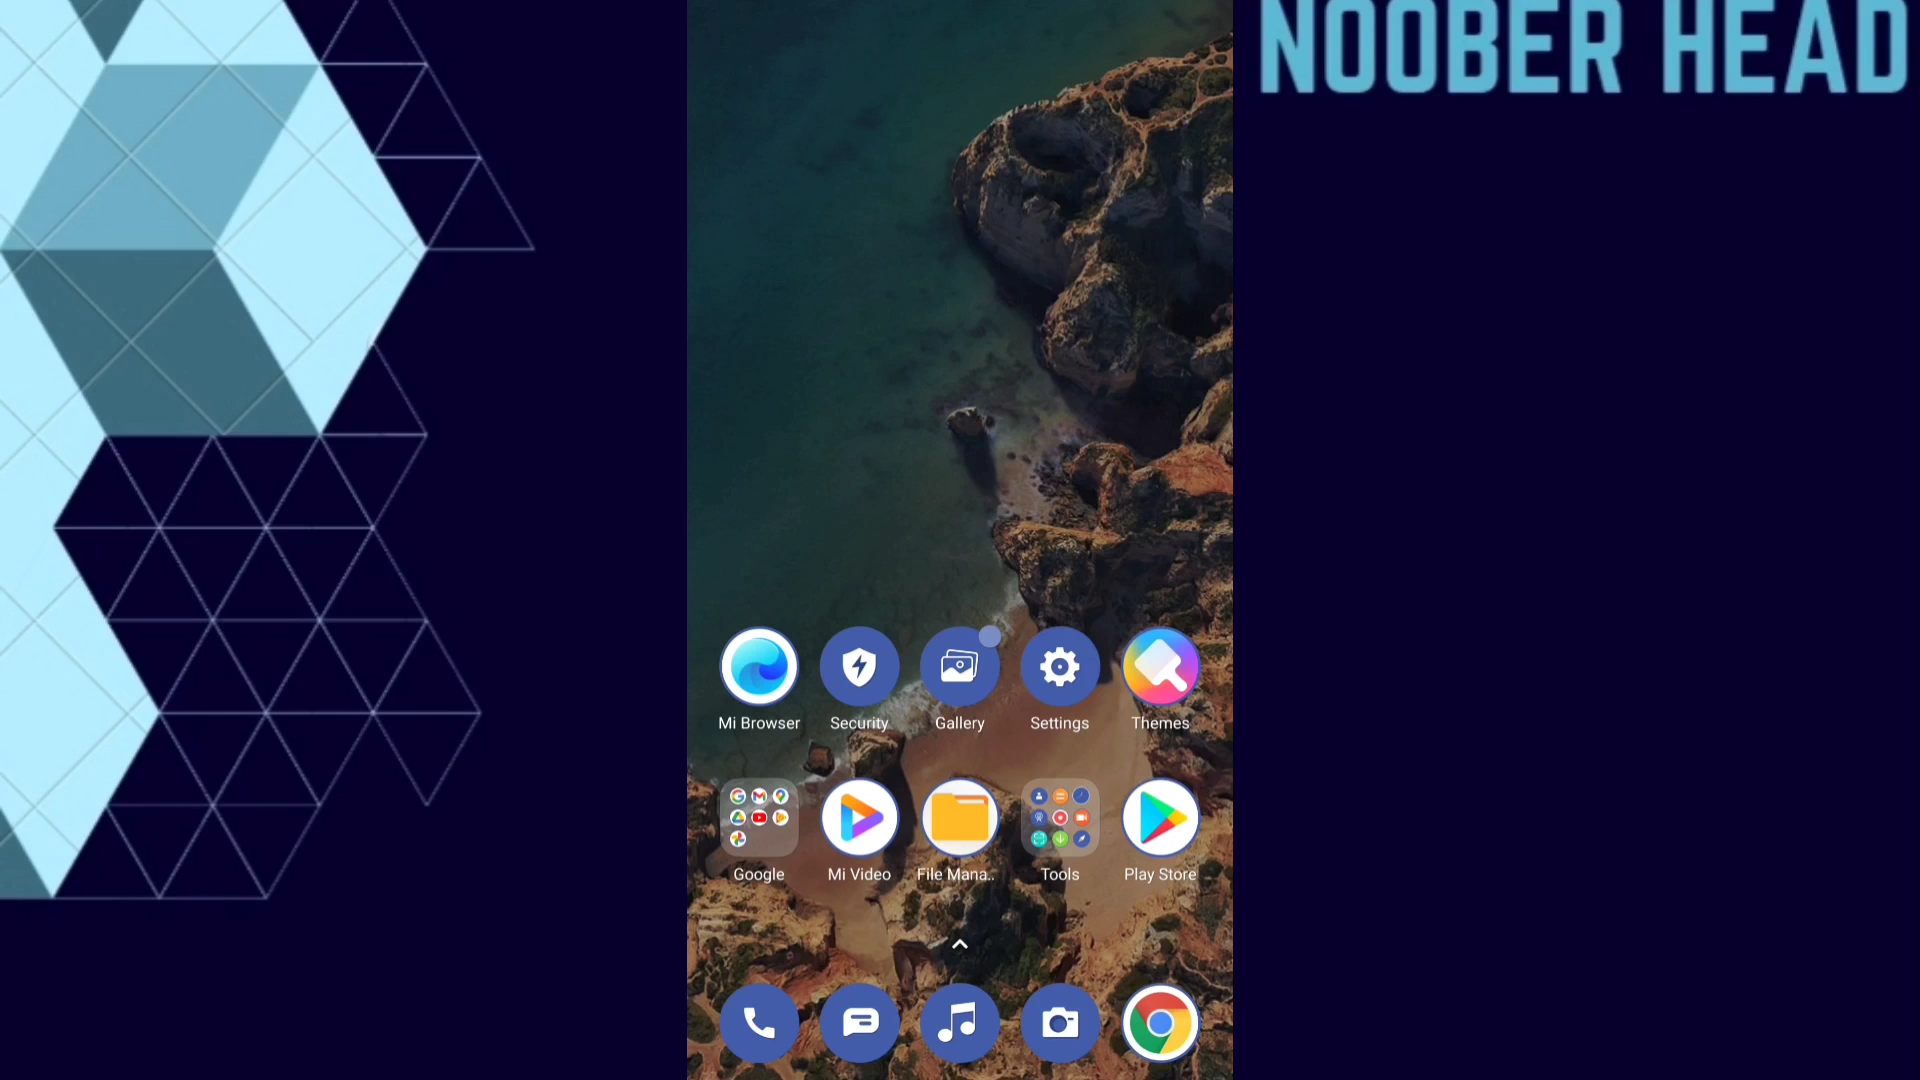 NOOBER HEAD
Mi Browser
Security
Gallery
Settings
Themes
Google
Mi Video
File Mana..
Tools
Play Store